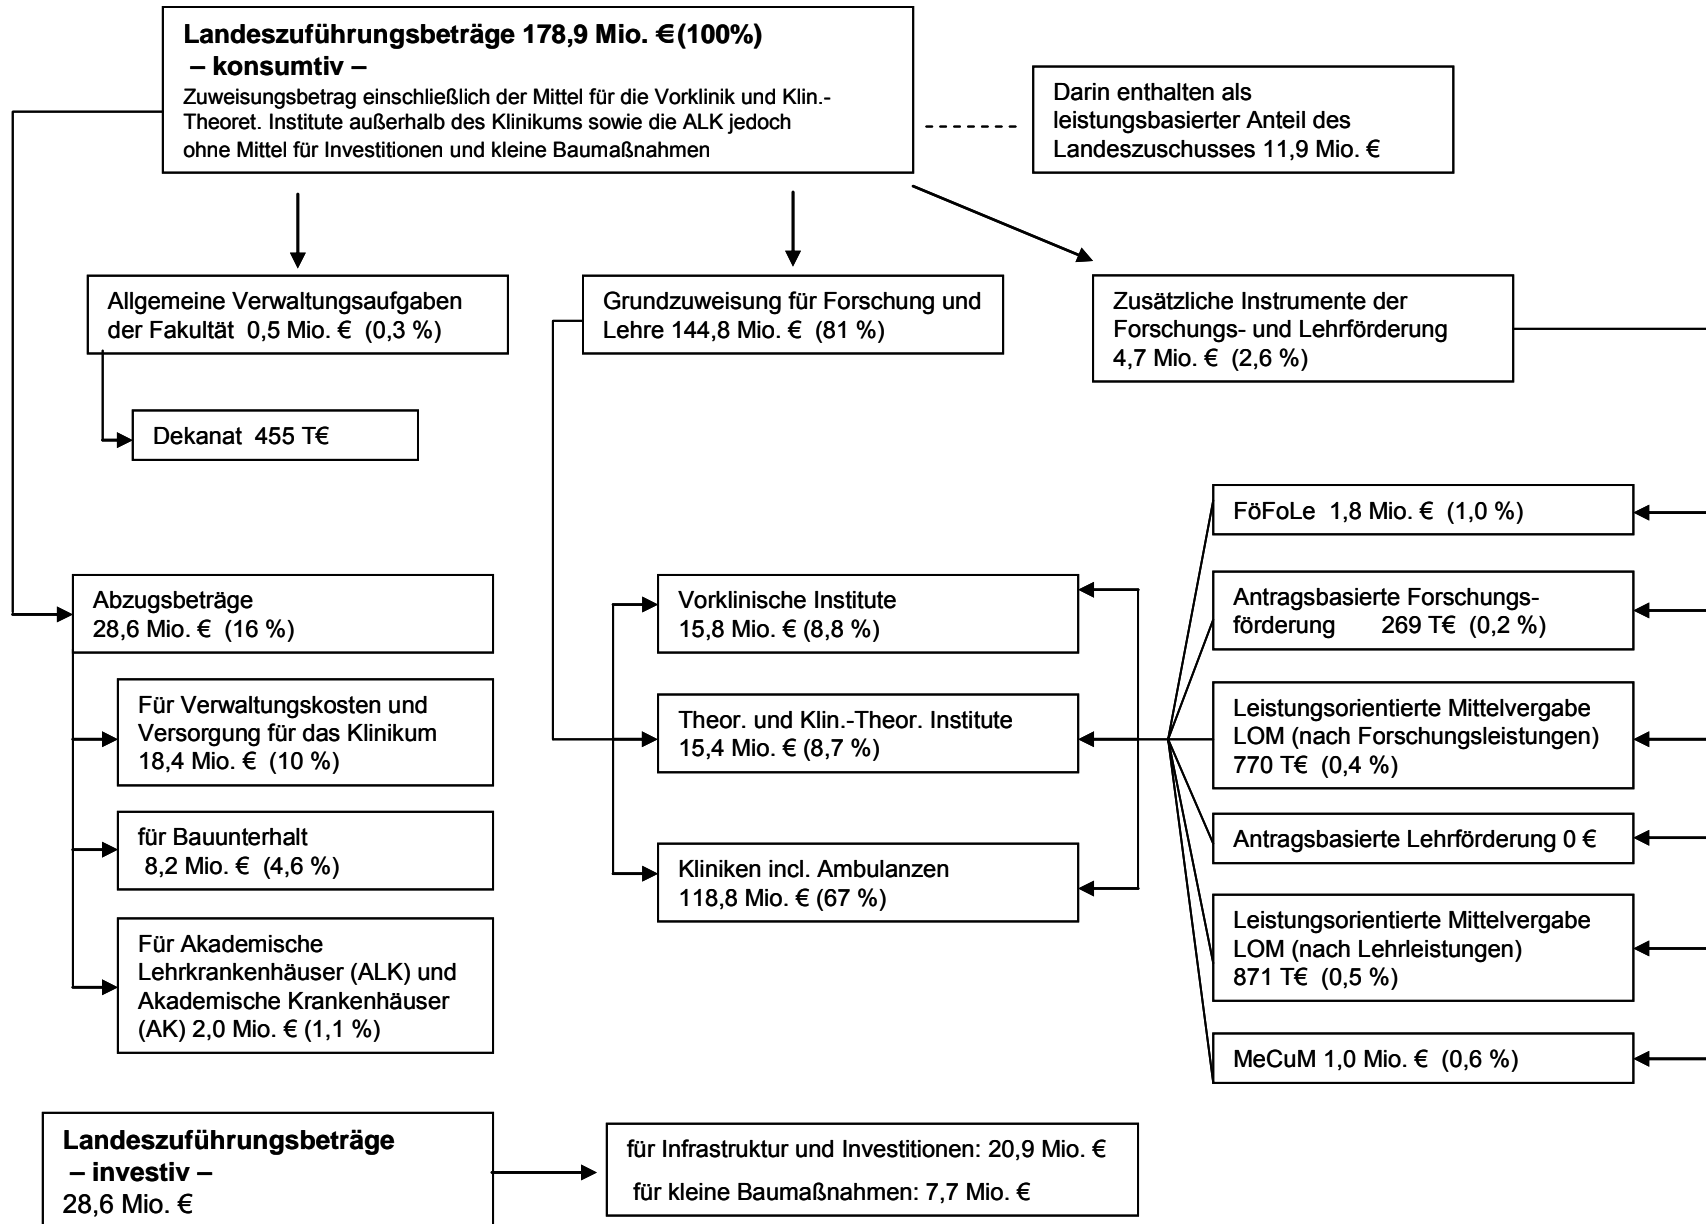 Landeszuführungsbeträge 178,9 Mio. €(100%)
– konsumtiv –
Zuweisungsbetrag einschließlich der Mittel für die Vorklinik und Klin.-
Theoret. Institute außerhalb des Klinikums sowie die ALK jedoch
ohne Mittel für Investitionen und kleine Baumaßnahmen
Darin enthalten als
leistungsbasierter Anteil des
Landeszuschusses 11,9 Mio. €
Allgemeine Verwaltungsaufgaben
der Fakultät 0,5 Mio. € (0,3 %)
Grundzuweisung für Forschung und
Lehre 144,8 Mio. € (81 %)
Zusätzliche Instrumente der
Forschungs- und Lehrförderung
4,7 Mio. € (2,6 %)
Dekanat 455 T€
Abzugsbeträge
28,6 Mio. € (16 %)
Für Verwaltungskosten und
Versorgung für das Klinikum
18,4 Mio. € (10 %)
für Bauunterhalt
8,2 Mio. € (4,6 %)
Für Akademische
Lehrkrankenhäuser (ALK) und
Akademische Krankenhäuser
(AK) 2,0 Mio. € (1,1 %)
Vorklinische Institute
15,8 Mio. € (8,8 %)
Theor. und Klin.-Theor. Institute
15,4 Mio. € (8,7 %)
Kliniken incl. Ambulanzen
118,8 Mio. € (67 %)
FöFoLe 1,8 Mio. € (1,0 %)
Antragsbasierte Forschungs-
förderung 269 T€ (0,2 %)
Leistungsorientierte Mittelvergabe
LOM (nach Forschungsleistungen)
770 T€ (0,4 %)
Antragsbasierte Lehrförderung 0 €
Leistungsorientierte Mittelvergabe
LOM (nach Lehrleistungen)
871 T€ (0,5 %)
MeCuM 1,0 Mio. € (0,6 %)
Landeszuführungsbeträge
– investiv –
28,6 Mio. €
für Infrastruktur und Investitionen: 20,9 Mio. €
für kleine Baumaßnahmen: 7,7 Mio. €